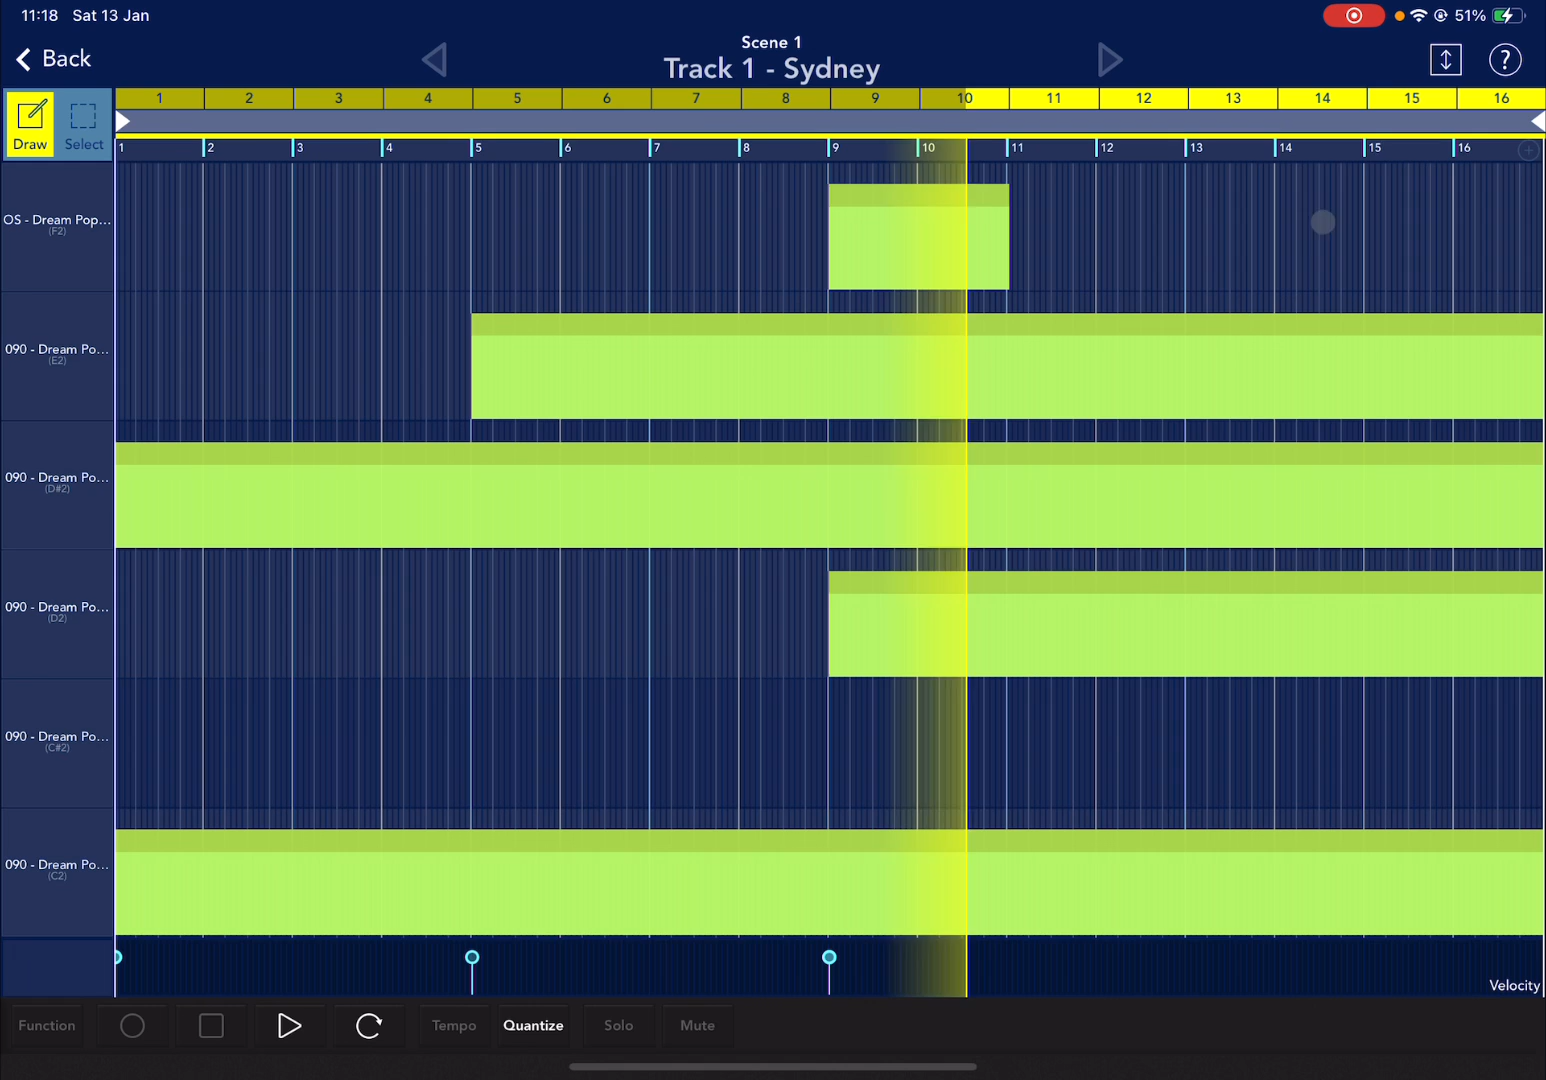 11:18 Sat 13 Jan 51%
Back
Scene 1
Track 1 - Sydney
?
Draw Select
1 2 3 4 5 6 7 8 9 10 11 12 13 14 15 16
1 2 3 4 5 6 7 8 9 10 11 12 13 14 15 16
OS - Dream Pop...
(F2)
090 - Dream Po...
(E2)
090 - Dream Po...
(D#2)
090 - Dream Po...
(D2)
090 - Dream Po...
(C#2)
090 - Dream Po...
(C2)
Velocity
Function Tempo Quantize Solo Mute